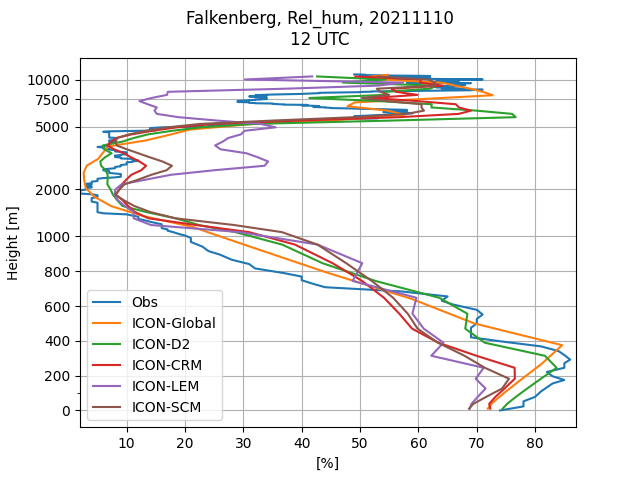 Falkenberg, Rel_hum, 20211110
12 UTC
Height [m]
10000
7500
5000
2000
1000
800
600
400
200
0
Obs
ICON-Global
ICON-D2
ICON-CRM
ICON-LEM
ICON-SCM
10 20 30 40 50 60 70 80
[%]